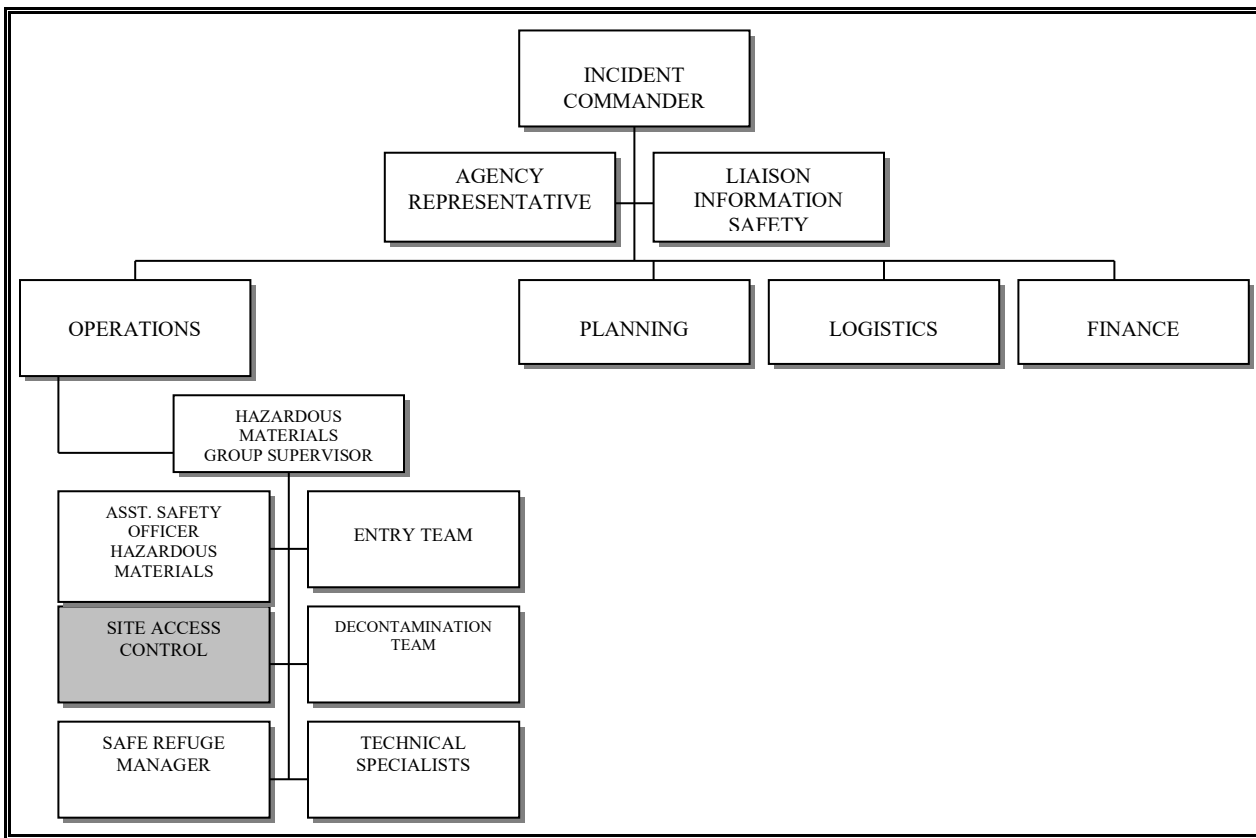 INCIDENT
COMMANDER
AGENCY
REPRESENTATIVE
LIAISON
INFORMATION
SAFETY
OPERATIONS
PLANNING
LOGISTICS
FINANCE
HAZARDOUS
MATERIALS
GROUP SUPERVISOR
ASST. SAFETY
OFFICER
HAZARDOUS
MATERIALS
ENTRY TEAM
SITE ACCESS
CONTROL
DECONTAMINATION
TEAM
SAFE REFUGE
MANAGER
TECHNICAL
SPECIALISTS